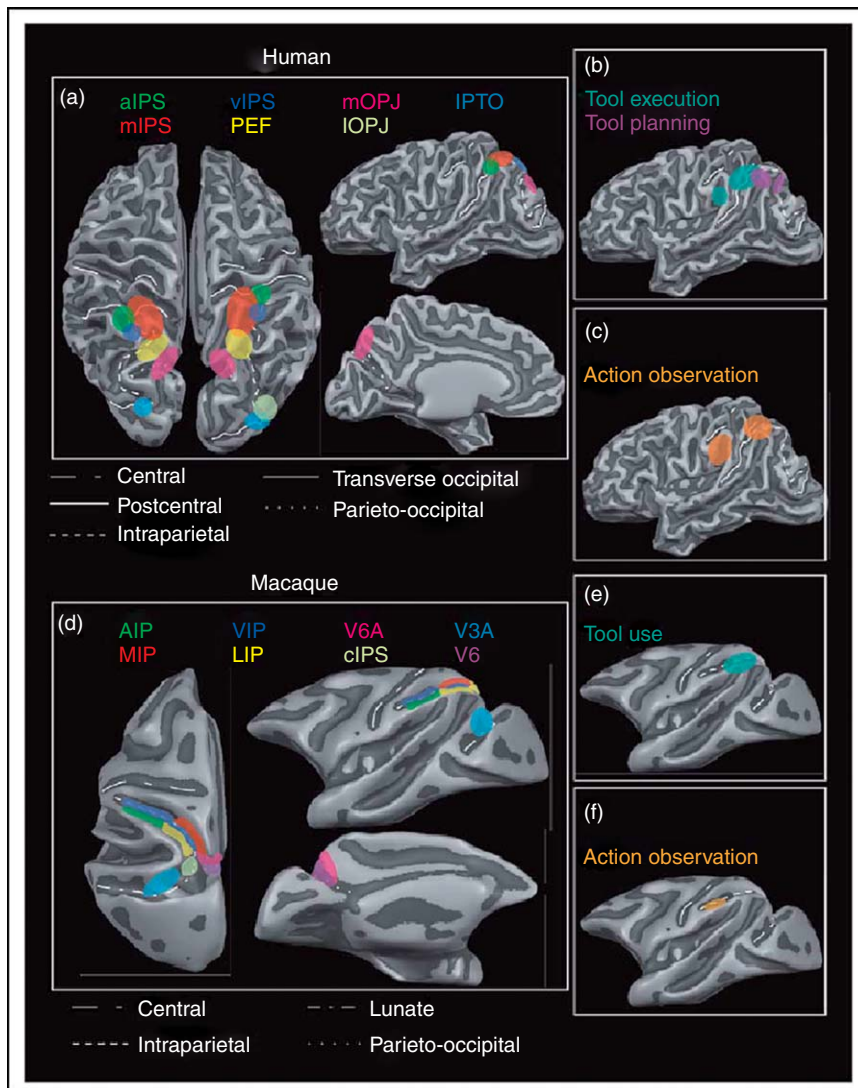 Human
(a)
aIPS vIPS mOPJ IPTO
mIPS PEF lOPJ
Central Transverse occipital
Postcentral Parieto-occipital
Intraparietal
(b)
Tool execution
Tool planning
(c)
Action observation
Macaque
(d)
AIP VIP V6A V3A
MIP LIP cIPS V6
Central Lunate
Intraparietal Parieto-occipital
(e)
Tool use
(f)
Action observation